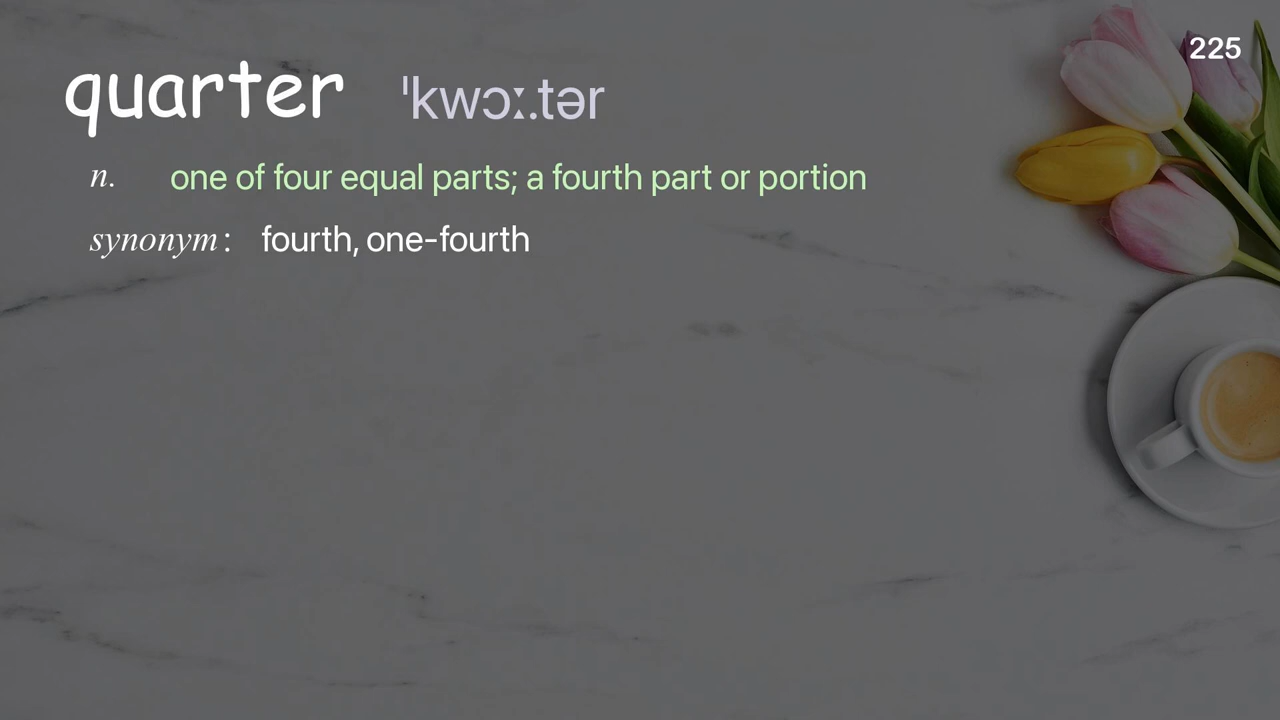 225
quarter ˈkwɔː.tər
n. one of four equal parts; a fourth part or portion
synonym: fourth, one-fourth